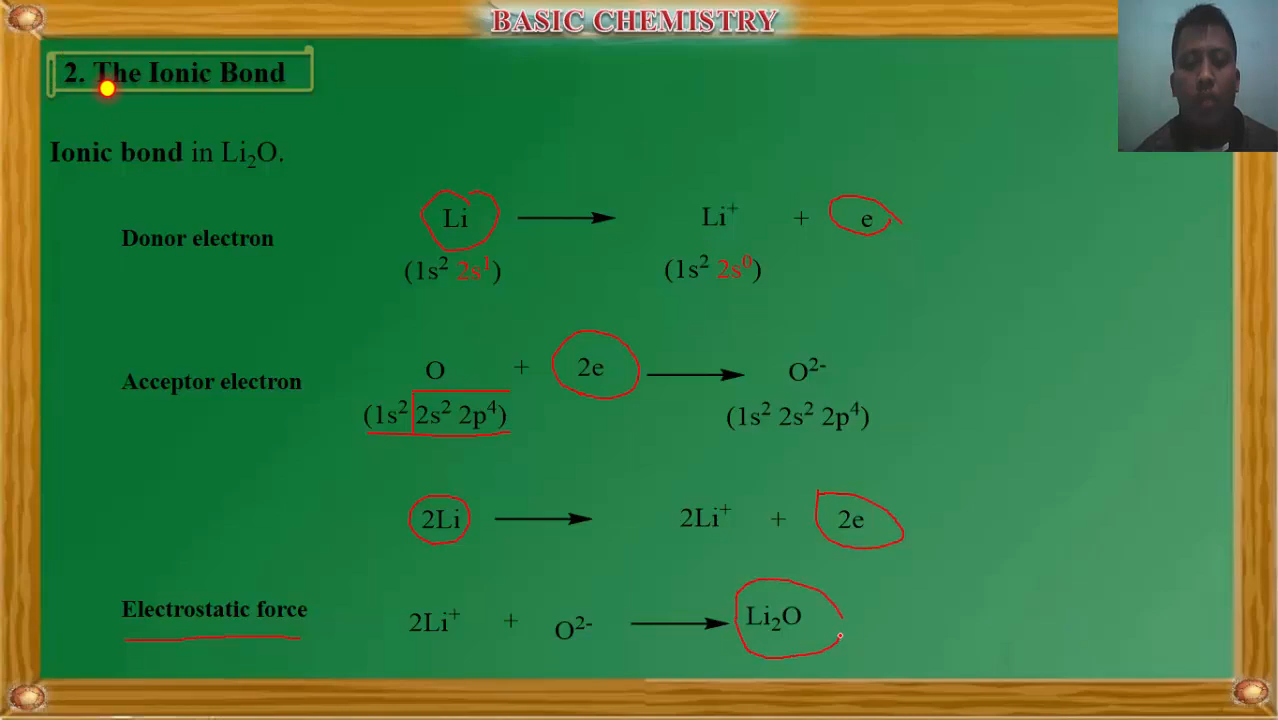 BASIC CHEMISTRY
2. The Ionic Bond
Ionic bond in Li₂O.
Donor electron Li ⟶ Li⁺ + e
(1s² 2s¹) (1s² 2s⁰)
Acceptor electron O + 2e ⟶ O²⁻
(1s² 2s² 2p⁴) (1s² 2s² 2p⁴)
2Li ⟶ 2Li⁺ + 2e
Electrostatic force 2Li⁺ + O²⁻ ⟶ Li₂O